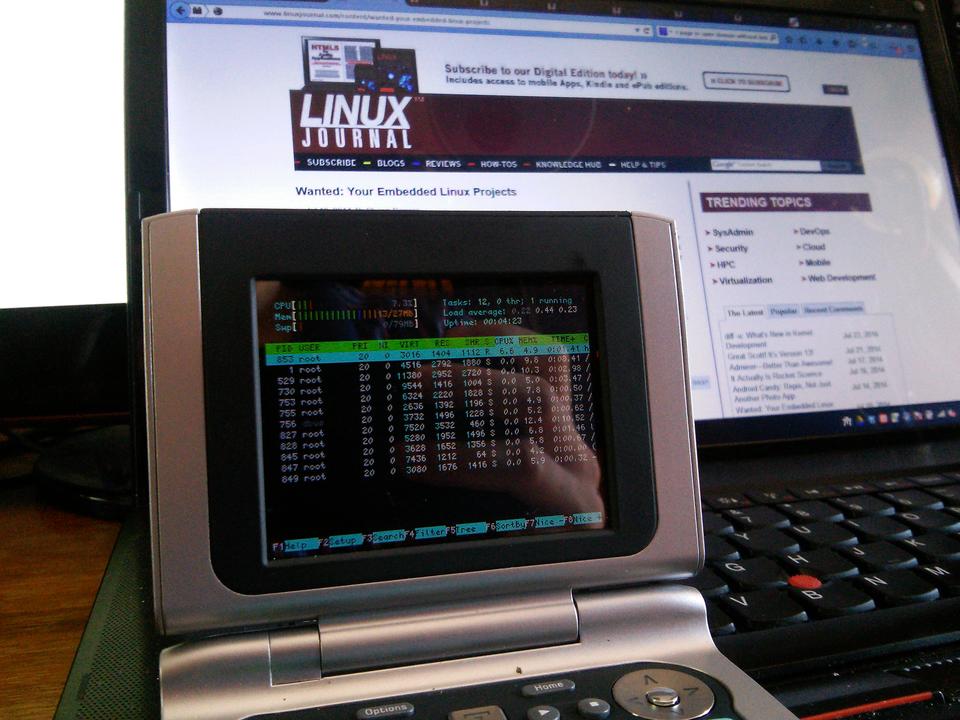 www.linuxjournal.com/content/wanted-your-embedded-linux-projects
HTML5
LINUX
Subscribe to our Digital Edition today! »
Includes access to mobile Apps, Kindle and ePub editions.
» CLICK TO SUBSCRIBE
LINUX
JOURNAL
SUBSCRIBE BLOGS REVIEWS HOW-TOS KNOWLEDGE HUB HELP & TIPS
Google
Wanted: Your Embedded Linux Projects
TRENDING TOPICS
SysAdmin DevOps
Security Cloud
HPC Mobile
Virtualization Web Development
The Latest Popular Recent Comments
diff -u: What's New in Kernel Jul 23, 2014
Development
Great Scott! It's Version 13! Jul 21, 2014
Adminer—Better Than Awesome! Jul 17, 2014
It Actually Is Rocket Science Jul 16, 2014
Android Candy: Repix, Not Just Jul 14, 2014
Another Photo App
Wanted: Your Embedded Linux
CPU[ 7.3%]
Mem[ 13/27Mb]
Swp[ 0/79Mb]
Tasks: 12, 0 thr; 1 running
Load average: 0.22 0.44 0.23
Uptime: 00:04:23
PID USER PRI NI VIRT RES SHR S CPU% MEM% TIME+ C
853 root 20 0 3016 1404 1112 R 6.6 4.9 0:01.41 h
1 root 20 0 4516 2792 1880 S 0.0 9.8 0:08.41 /
529 root 20 0 11380 2952 2720 S 0.0 10.3 0:02.98 /
730 root 20 0 9544 1416 1004 S 0.0 5.0 0:03.47 /
753 root 20 0 6324 2220 1828 S 0.0 7.8 0:00.50 /
755 root 20 0 2636 1392 1196 S 0.0 4.9 0:00.37 /
756 dbus 20 0 3732 1496 1228 S 0.0 5.2 0:00.62 /
827 root 20 0 7520 3532 460 S 0.0 12.4 0:10.52 /
828 root 20 0 5280 1952 1496 S 0.0 6.8 0:01.46
845 root 20 0 3628 1652 1356 S 0.0 5.8 0:00.67 /
847 root 20 0 7436 1212 64 S 0.0 4.2 0:00.00 /
849 root 20 0 3080 1676 1416 S 0.0 5.9 0:00.32 -
F1Help F2Setup F3Search F4Filter F5Tree F6SortBy F7Nice - F8Nice +
Options
Home
7 8 9
G H
V B N M